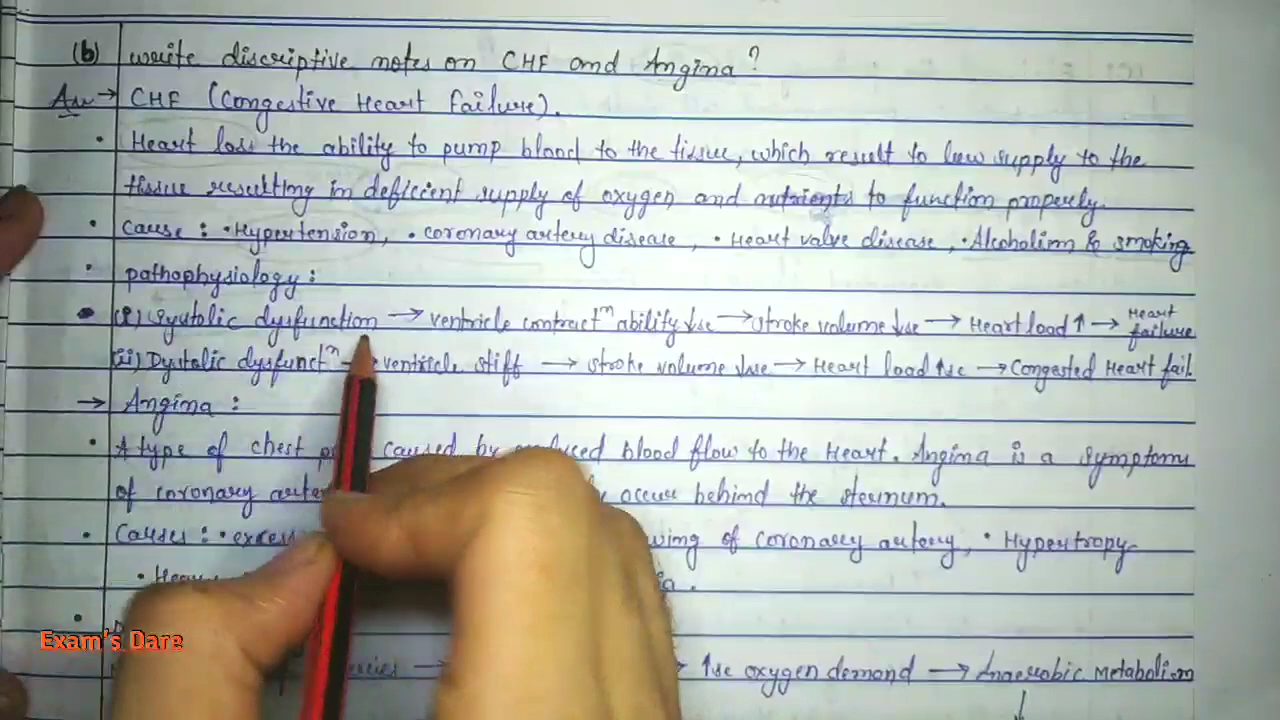 (b) write discriptive notes on CHF and Angina ?
An → CHF (Congestive Heart Failure).
• Heart loss the ability to pump blood to the tissue, which result to low supply to the
tissue resulting in deficient supply of oxygen and nutrients to function properly.
• Cause : • Hypertension, • coronary artery disease, • Heart valve disease, • Alcoholism & smoking
• pathophysiology :
• (i) Systolic dysfunction → ventricle contractⁿ ability ↓se → stroke volume ↓se → Heart load ↑ → Heart failure
(ii) Dystolic dysfunctⁿ → ventricle stiff → stroke volume ↓se → Heart load ↑se → Congested Heart fail.
→ Angina :
• A type of chest caused by reduced blood flow to the Heart. Angina is a symptoms
of coronary occur behind the sternum.
• Causes : • of coronary artery, • Hypertropy
•
Exam's Dare
→ ↑se oxygen demand → Anaerobic Metabolism
↓